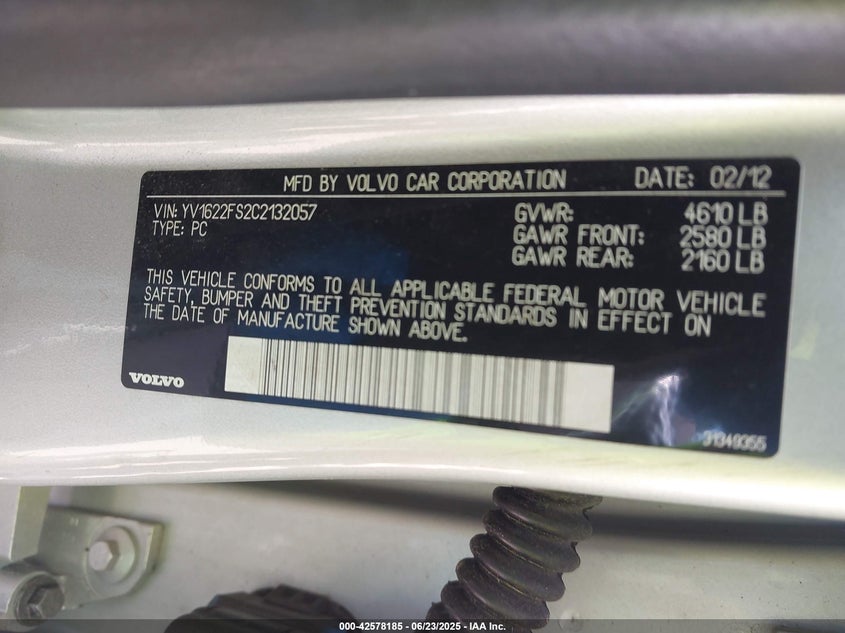 MFD BY VOLVO CAR CORPORATION DATE: 02/12
VIN: YV1622FS2C2132057 GVWR: 4610 LB
TYPE: PC GAWR FRONT: 2580 LB
GAWR REAR: 2160 LB
THIS VEHICLE CONFORMS TO ALL APPLICABLE FEDERAL MOTOR VEHICLE
SAFETY, BUMPER AND THEFT PREVENTION STANDARDS IN EFFECT ON
THE DATE OF MANUFACTURE SHOWN ABOVE.
VOLVO
31349355
000-42578185 - 06/23/2025 - IAA Inc.